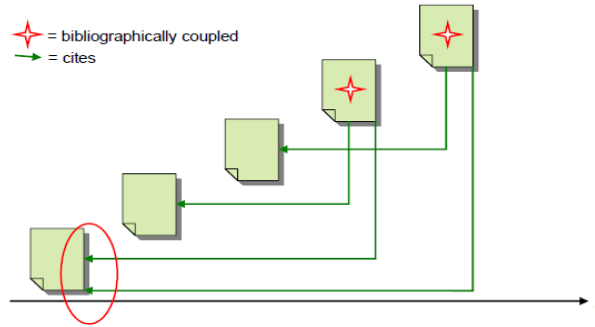 = bibliographically coupled
= cites